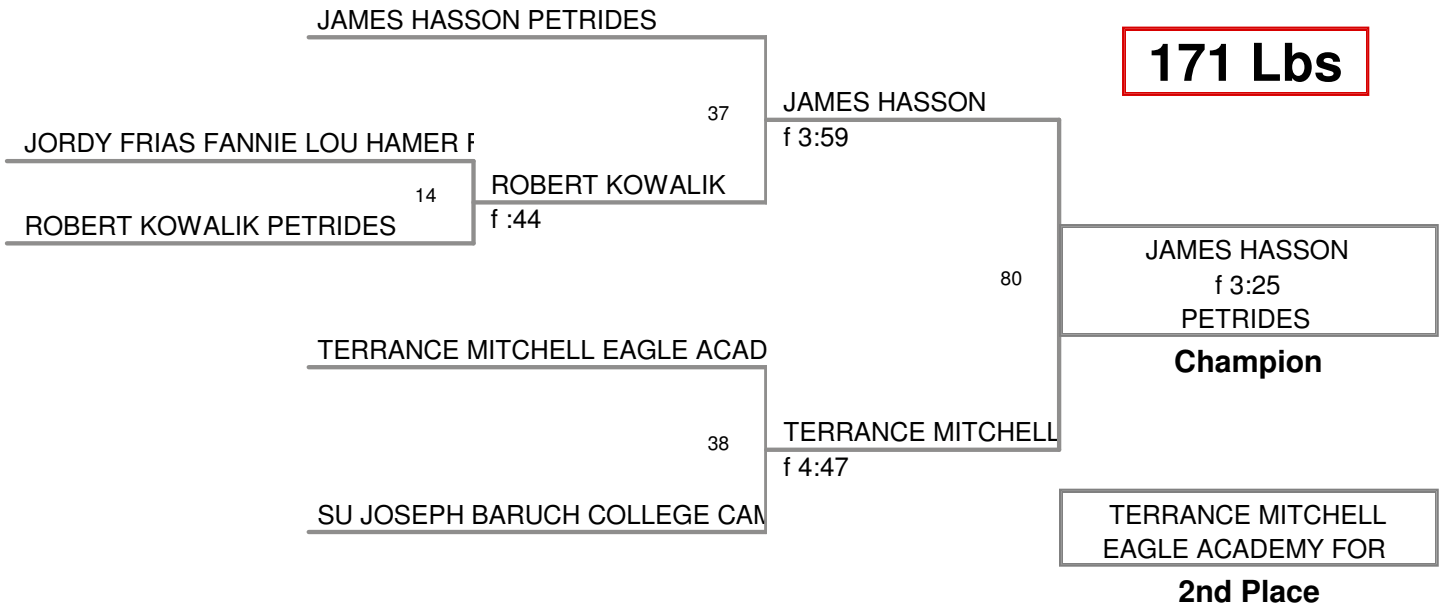 JAMES HASSON PETRIDES
171 Lbs
37
JAMES HASSON
f 3:59
JORDY FRIAS FANNIE LOU HAMER F
14
ROBERT KOWALIK
f :44
ROBERT KOWALIK PETRIDES
80
JAMES HASSON
f 3:25
PETRIDES
Champion
TERRANCE MITCHELL EAGLE ACAD
38
TERRANCE MITCHELL
f 4:47
SU JOSEPH BARUCH COLLEGE CAM
TERRANCE MITCHELL
EAGLE ACADEMY FOR
2nd Place